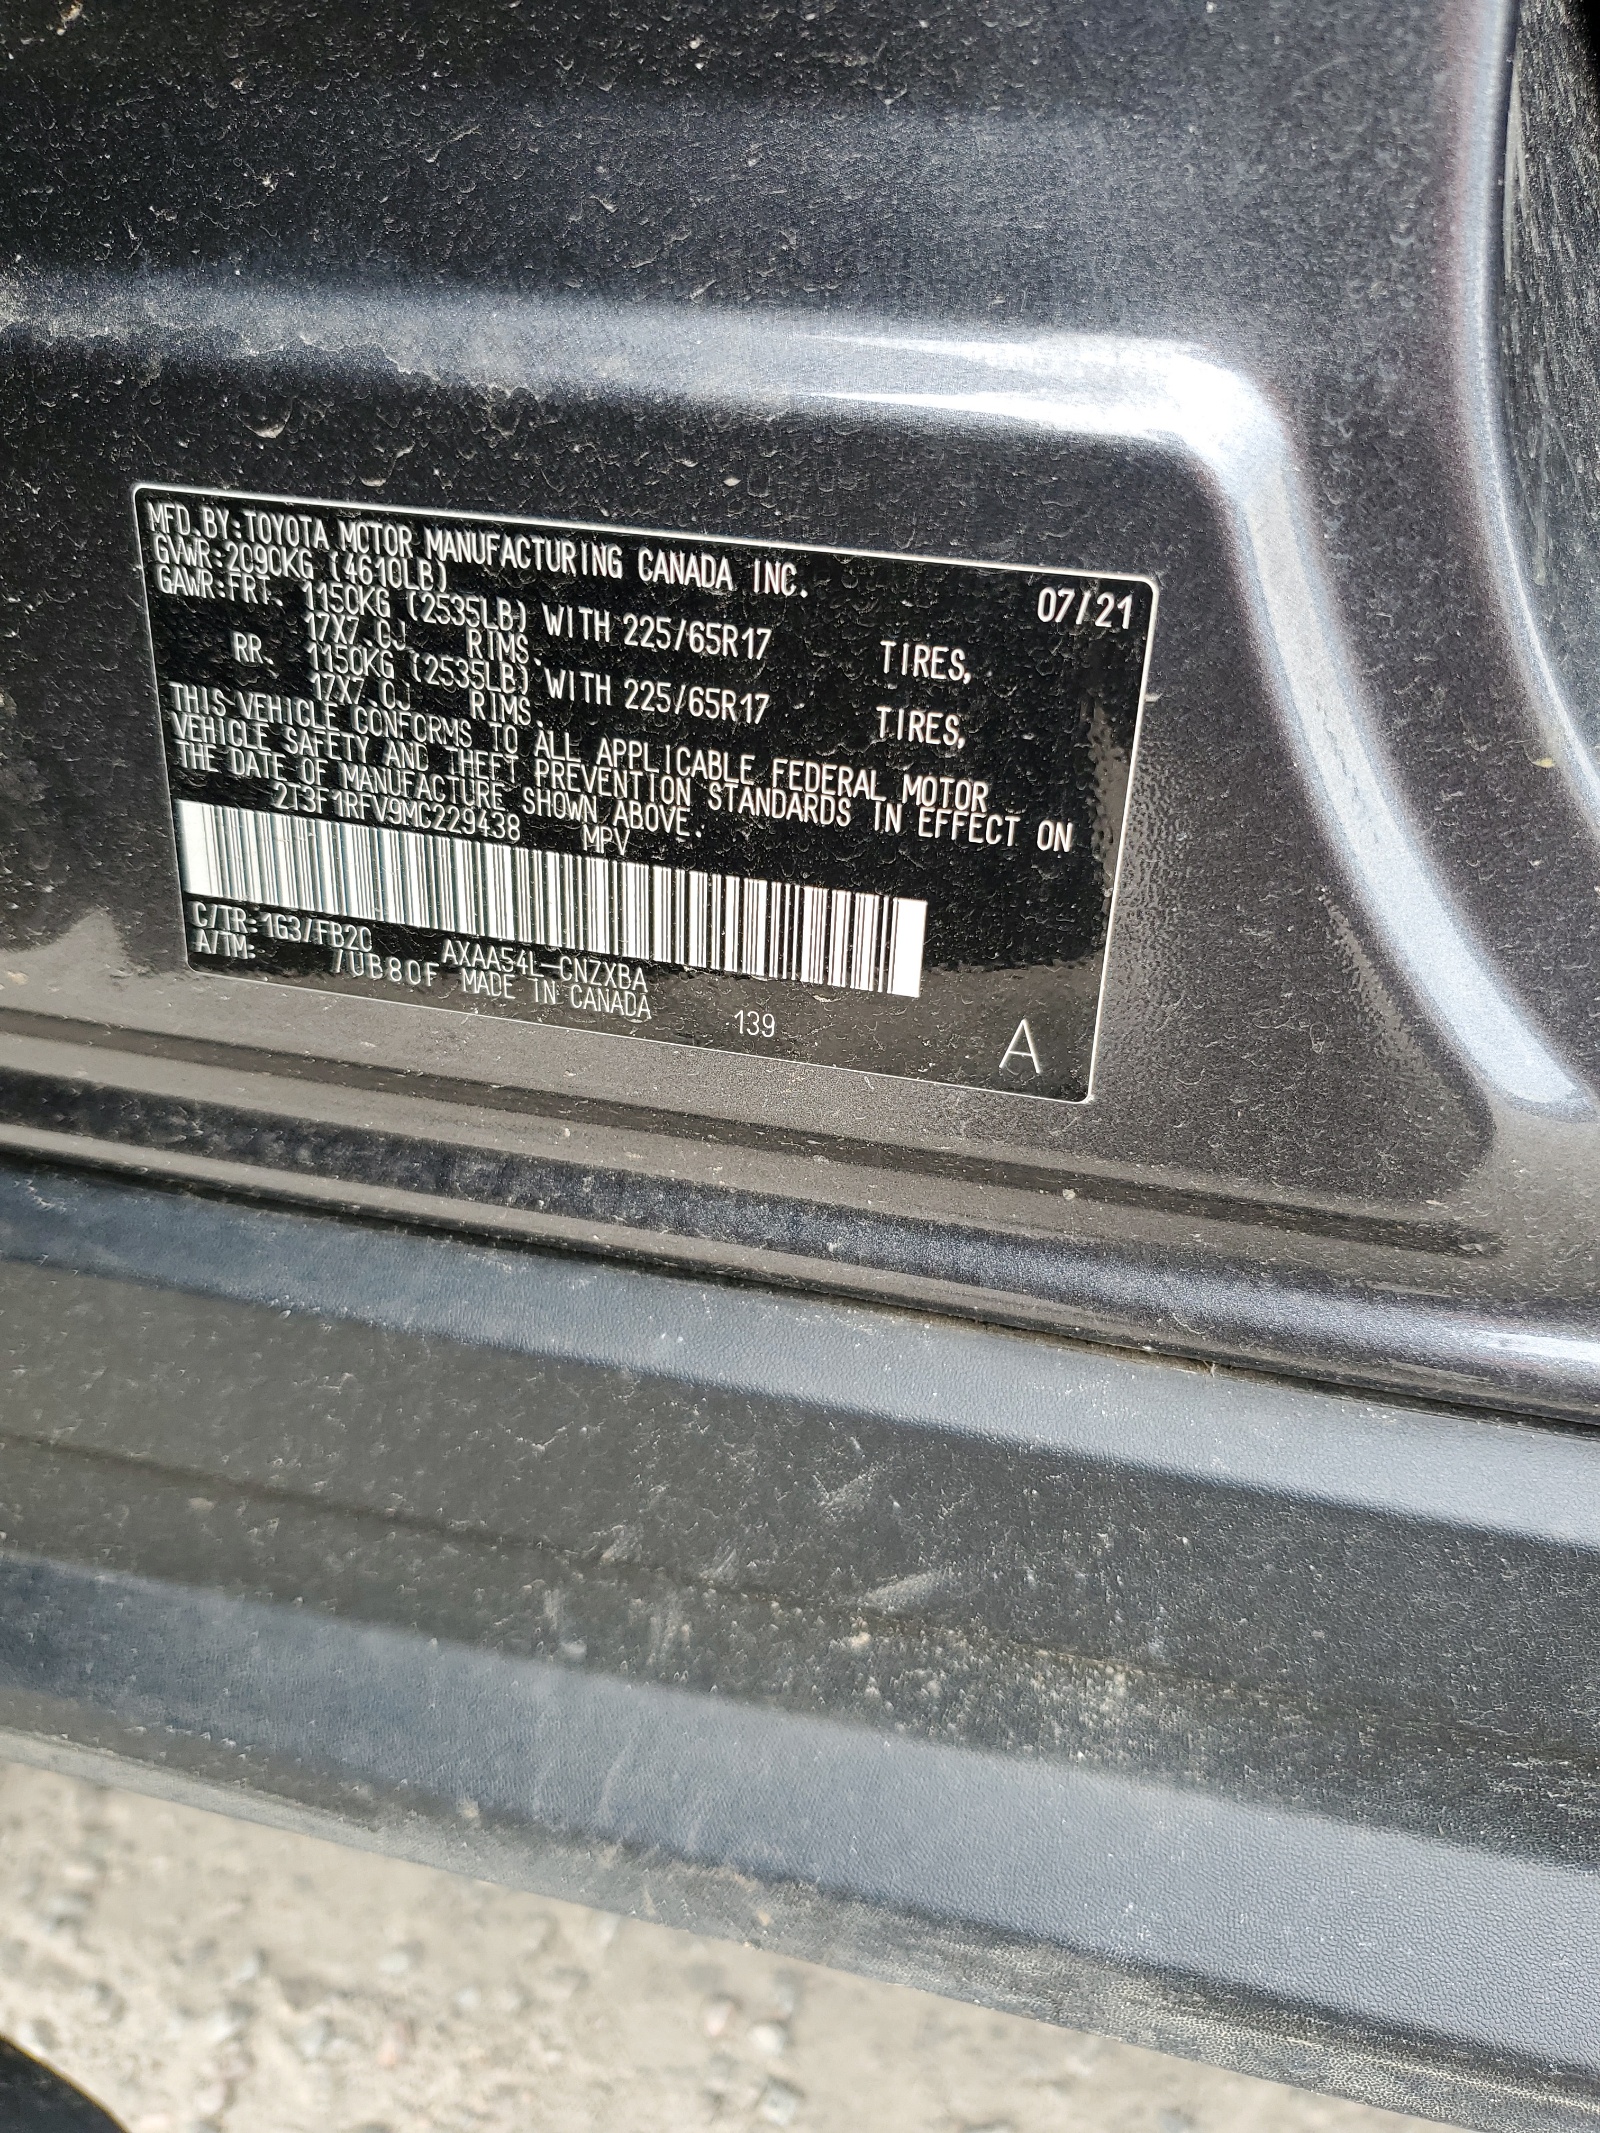 MFD. BY: TOYOTA MOTOR MANUFACTURING CANADA INC. 07/21
GVWR: 2090KG (4610LB)
GAWR: FRT. 1150KG (2535LB) WITH 225/65R17 TIRES,
17X7.0J RIMS.
RR. 1150KG (2535LB) WITH 225/65R17 TIRES,
17X7.0J RIMS.
THIS VEHICLE CONFORMS TO ALL APPLICABLE FEDERAL MOTOR
VEHICLE SAFETY AND THEFT PREVENTION STANDARDS IN EFFECT ON
THE DATE OF MANUFACTURE SHOWN ABOVE.
2T3F1RFV9MC229438 MPV
C/TR: 1G3/FB20 AXAA54L-CNZXBA
A/TM: /UB80F MADE IN CANADA 139 A